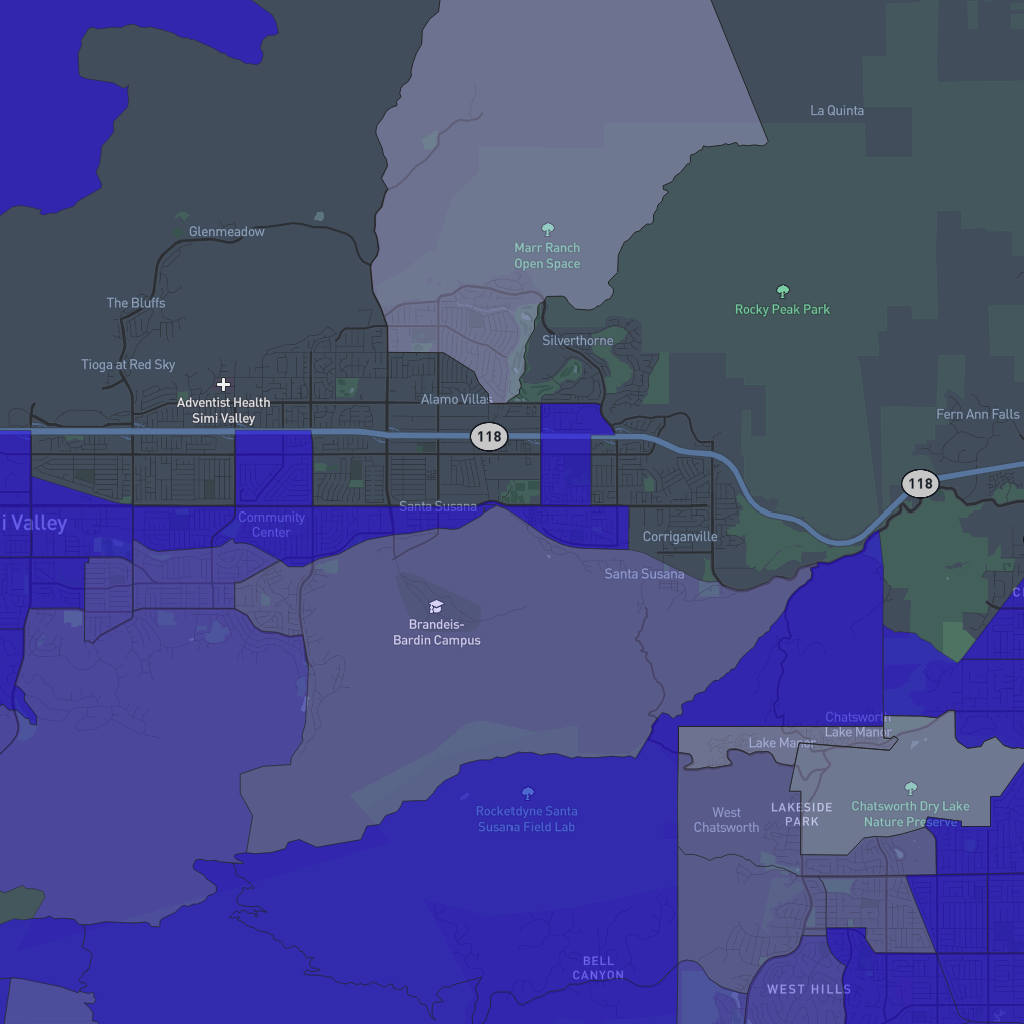 La Quinta
Glenmeadow
Marr Ranch
Open Space
The Bluffs
Rocky Peak Park
Silverthorne
Tioga at Red Sky
Adventist Health
Simi Valley
Alamo Villas
Fern Ann Falls
118
118
Santa Susana
i Valley
Community
Center
Corriganville
Santa Susana
C
Brandeis-
Bardin Campus
Chatsworth
Lake Manor
Lake Manor
Rocketdyne Santa
Susana Field Lab
West
Chatsworth
LAKESIDE
PARK
Chatsworth Dry Lake
Nature Preserve
BELL
CANYON
WEST HILLS